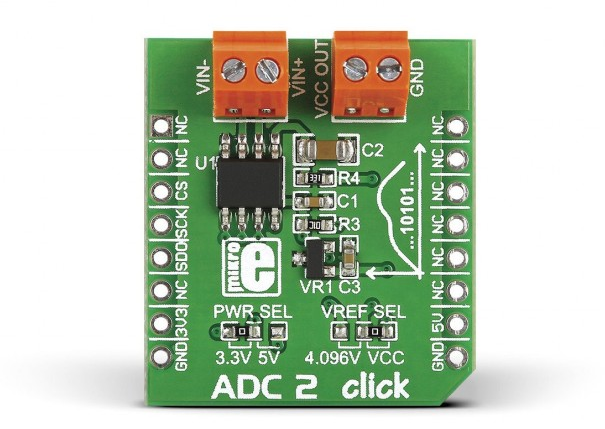 VIN-
VIN+
VCC OUT
GND
NC
NC
CS
SCK
SDO
NC
3V3
GND
U1
C2
R4
C1
R3
VR1 C3
...10101...
mikro
e
NC
NC
NC
NC
NC
NC
5V
GND
PWR SEL
3.3V 5V
VREF SEL
4.096V VCC
ADC 2 click